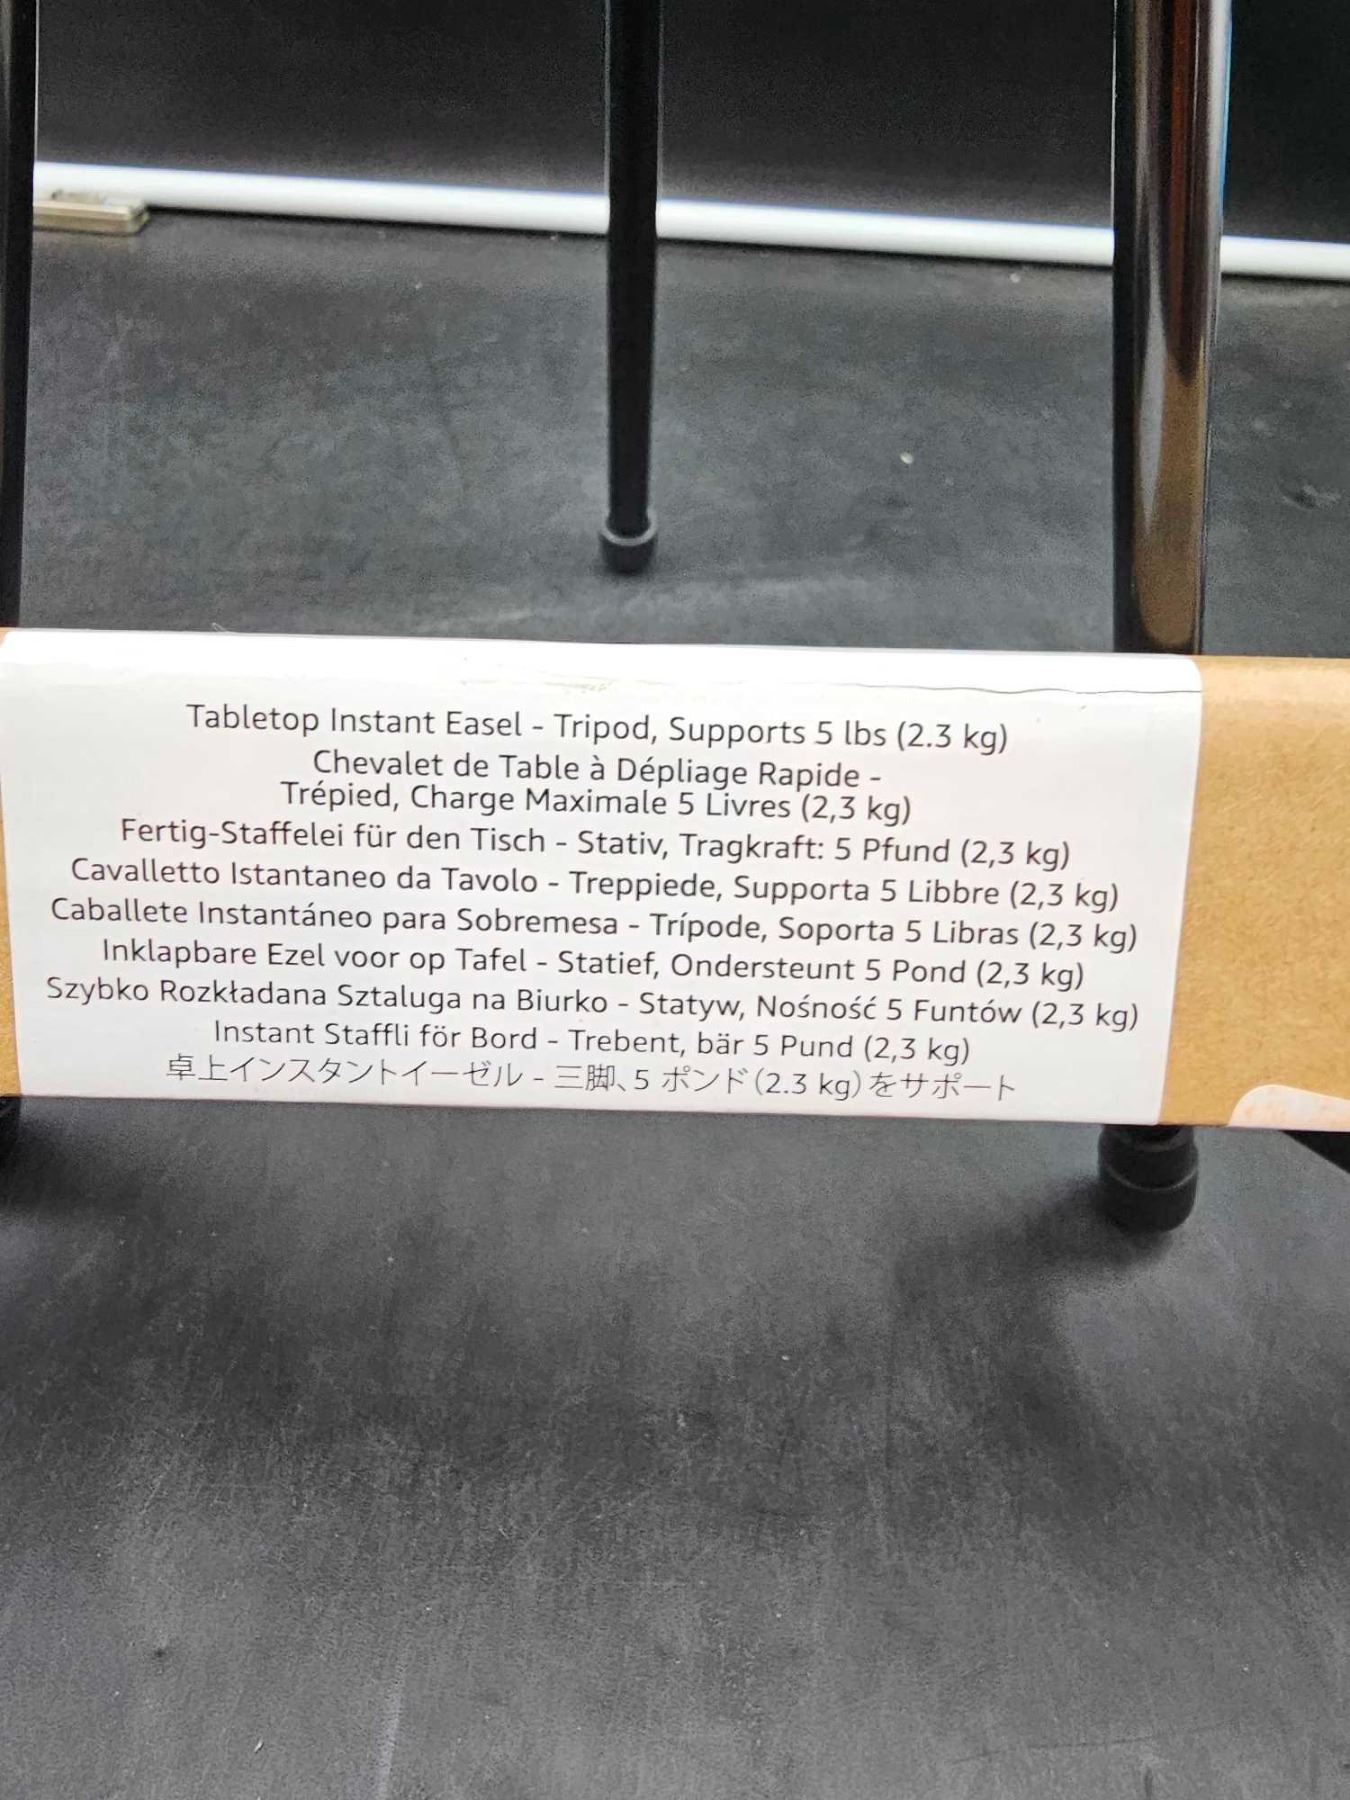 Tabletop Instant Easel - Tripod, Supports 5 lbs (2.3 kg)
Chevalet de Table à Dépliage Rapide -
Trépied, Charge Maximale 5 Livres (2,3 kg)
Fertig-Staffelei für den Tisch - Stativ, Tragkraft: 5 Pfund (2,3 kg)
Cavalletto Istantaneo da Tavolo - Treppiede, Supporta 5 Libbre (2,3 kg)
Caballete Instantáneo para Sobremesa - Trípode, Soporta 5 Libras (2,3 kg)
Inklapbare Ezel voor op Tafel - Statief, Ondersteunt 5 Pond (2,3 kg)
Szybko Rozkładana Sztaluga na Biurko - Statyw, Nośność 5 Funtów (2,3 kg)
Instant Staffli för Bord - Trebent, bär 5 Pund (2,3 kg)
卓上インスタントイーゼル - 三脚、5 ポンド (2.3 kg) をサポート